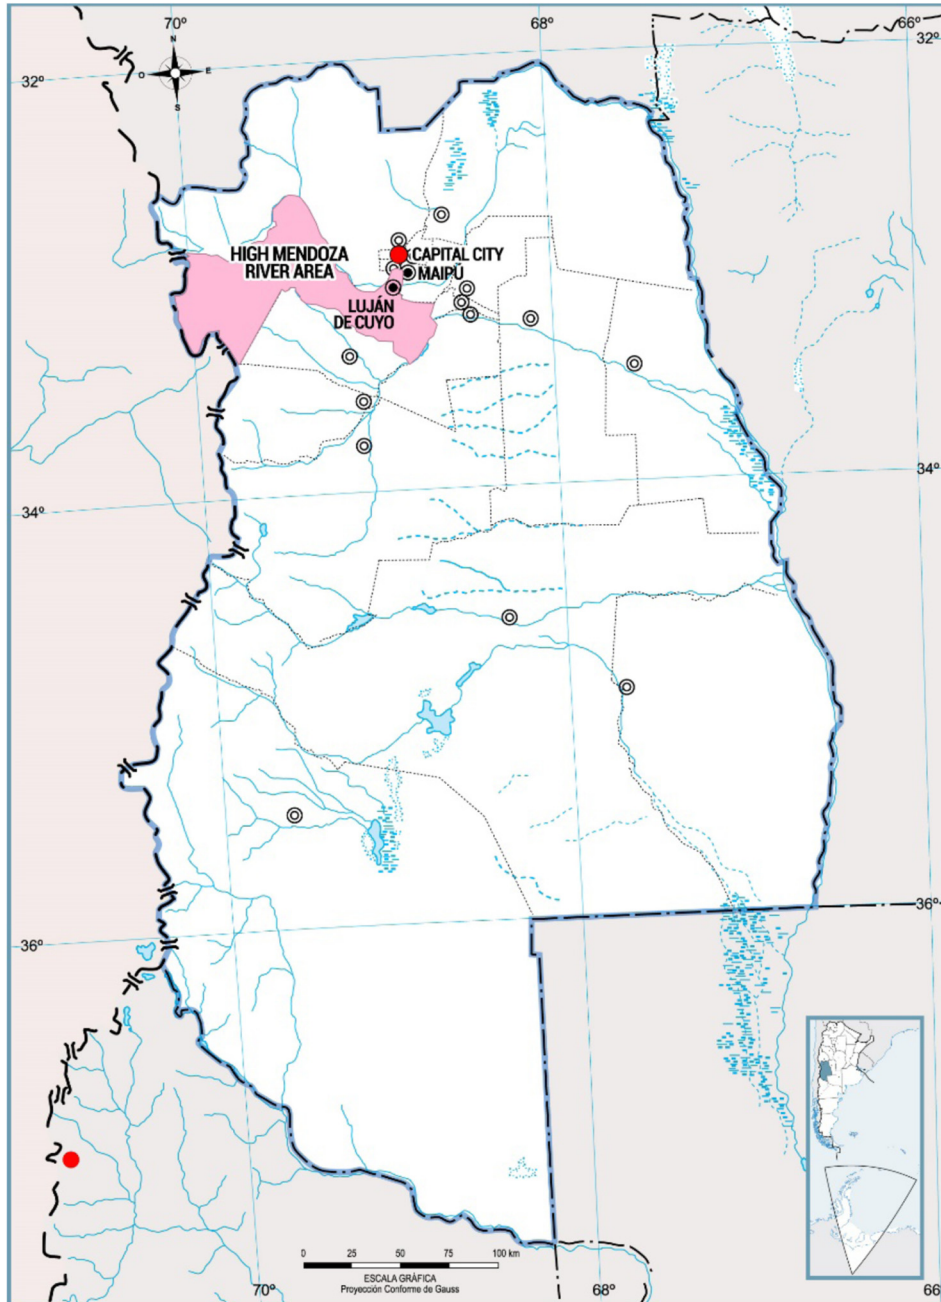 70º
68º
66º
32º
N
O
E
S
32º
HIGH MENDOZA
RIVER AREA
CAPITAL CITY
MAIPÚ
LUJÁN
DE CUYO
34º
34º
36º
36º
0 25 50 75 100 km
ESCALA GRÁFICA
Proyección Conforme de Gauss
70º
68º
66